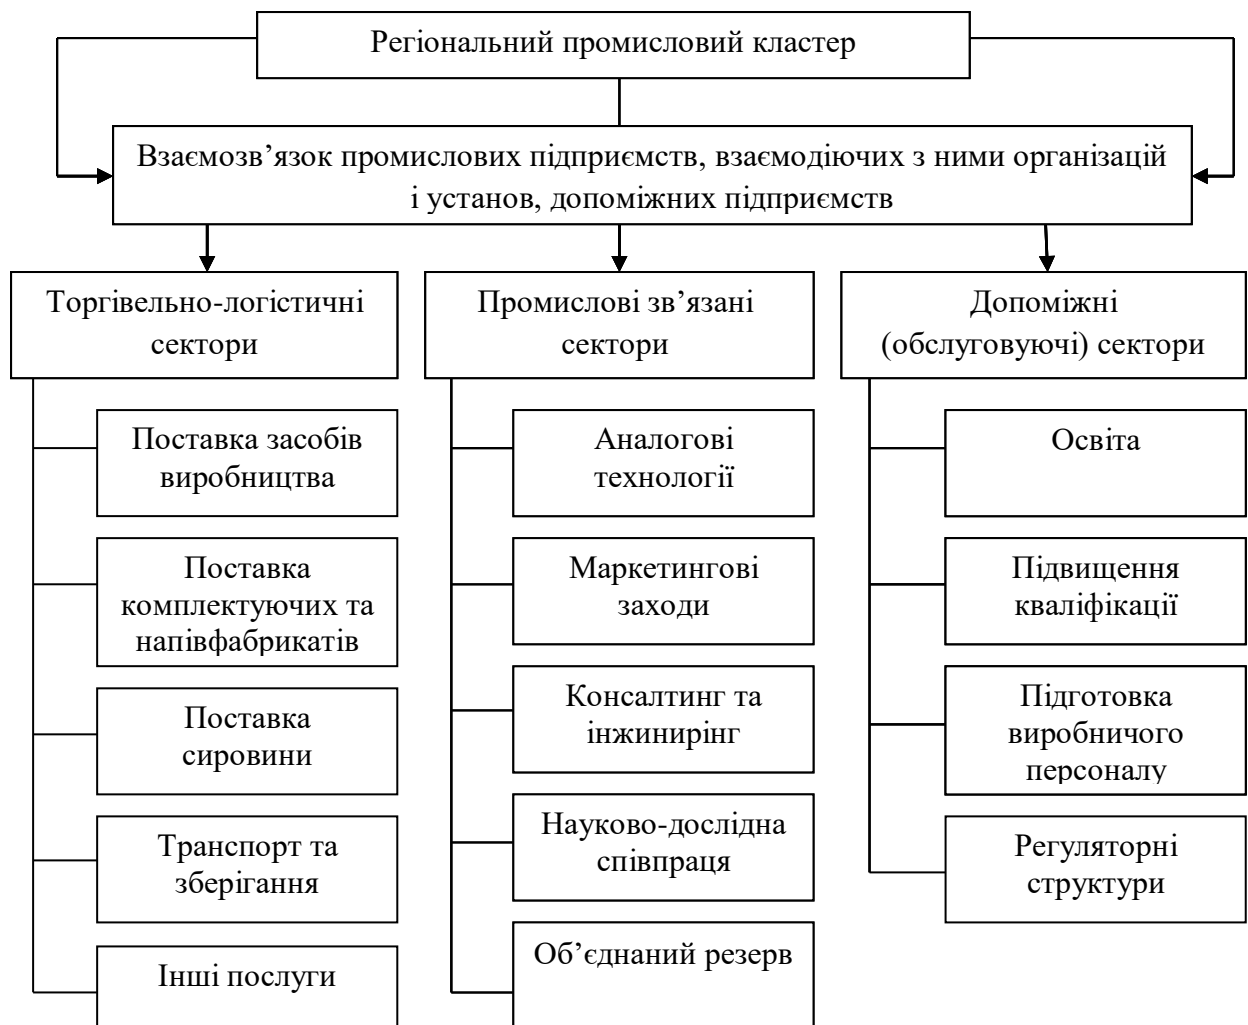 Регіональний промисловий кластер
Взаємозв’язок промислових підприємств, взаємодіючих з ними організацій
і установ, допоміжних підприємств
Торгівельно-логістичні
сектори
Поставка засобів
виробництва
Поставка
комплектуючих та
напівфабрикатів
Поставка
сировини
Транспорт та
зберігання
Інші послуги
Промислові зв’язані
сектори
Аналогові
технології
Маркетингові
заходи
Консалтинг та
інжинирінг
Науково-дослідна
співпраця
Об’єднаний резерв
Допоміжні
(обслуговуючі) сектори
Освіта
Підвищення
кваліфікації
Підготовка
виробничого
персоналу
Регуляторні
структури